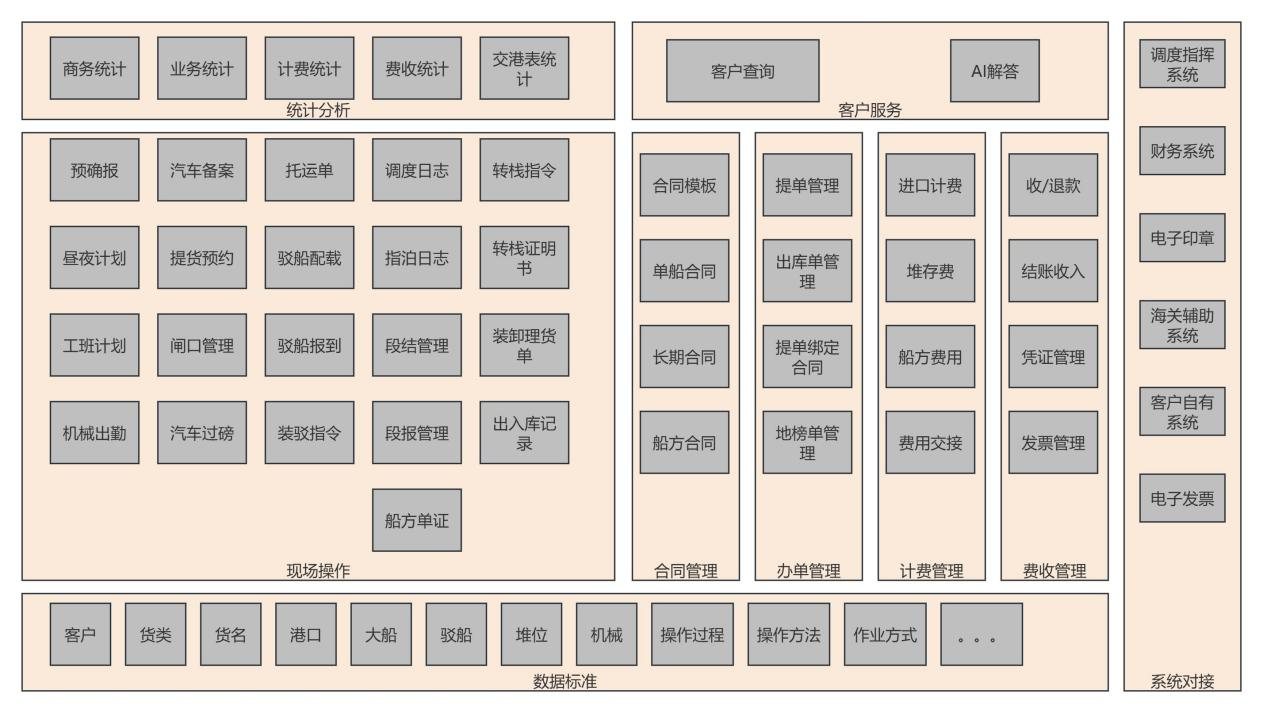 商务统计
业务统计
计费统计
费收统计
交港表统
计
统计分析
客户查询
AI解答
客户服务
预确报
汽车备案
托运单
调度日志
转栈指令
昼夜计划
提货预约
驳船配载
指泊日志
转栈证明
书
工班计划
闸口管理
驳船报到
段结管理
装卸理货
单
机械出勤
汽车过磅
装驳指令
段报管理
出入库记
录
船方单证
现场操作
合同模板
单船合同
长期合同
船方合同
合同管理
提单管理
出库单管
理
提单绑定
合同
地榜单管
理
办单管理
进口计费
堆存费
船方费用
费用交接
计费管理
收/退款
结账收入
凭证管理
发票管理
费收管理
客户
货类
货名
港口
大船
驳船
堆位
机械
操作过程
操作方法
作业方式
。。。
数据标准
调度指挥
系统
财务系统
电子印章
海关辅助
系统
客户自有
系统
电子发票
系统对接